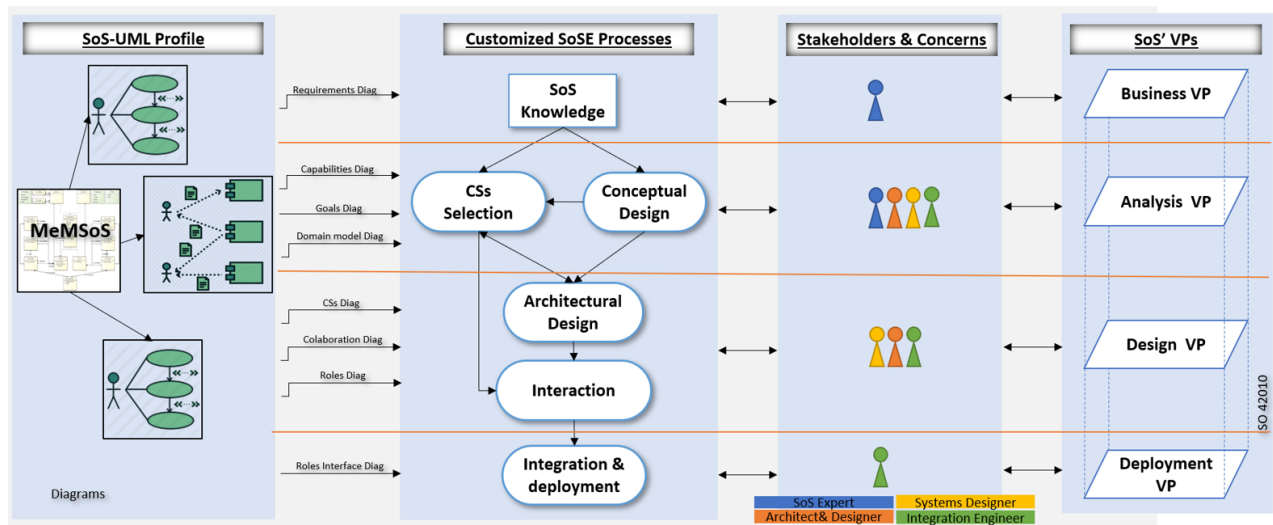 SoS-UML Profile
Customized SoSE Processes
Stakeholders & Concerns
SoS' VPs
Requirements Diag
SoS
Knowledge
Business VP
Capabilities Diag
Goals Diag
Domain model Diag
MeMSoS
CSs
Selection
Conceptual
Design
Analysis VP
CSs Diag
Colaboration Diag
Roles Diag
Architectural
Design
Interaction
Design VP
SO 42010
Roles Interface Diag
Integration &
deployment
Deployment
VP
Diagrams
SoS Expert
Systems Designer
Architect& Designer
Integration Engineer